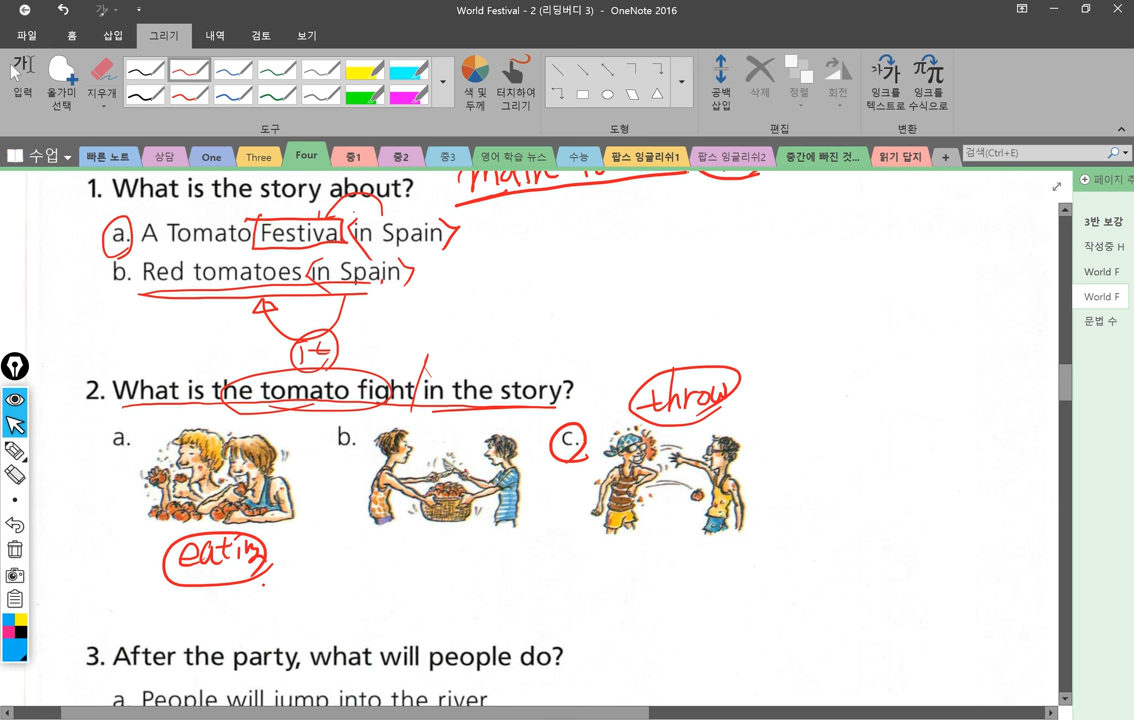 World Festival - 2 (리딩버디 3) - OneNote 2016
파일 홈 삽입 그리기 내역 검토 보기
입력
올가미 선택
지우개
색 및 두께
터치하여 그리기
공백 삽입
삭제
정렬
회전
잉크를 텍스트로
잉크를 수식으로
도구 도형 편집 변환
수업 빠른 노트 상담 One Three Four 중1 중2 중3 영어 학습 뉴스 수능 팝스 잉글리쉬1 팝스 잉글리쉬2 중간에 빠진 것... 읽기 답지 + 검색(Ctrl+E)
페이지 추
3반 보강
작성중 H
World F
World F
문법 수
main
1. What is the story about?
a. A Tomato Festival in Spain
b. Red tomatoes in Spain
it
2. What is the tomato fight in the story?
throw
a. b. c.
eating
3. After the party, what will people do?
a. People will jump into the river